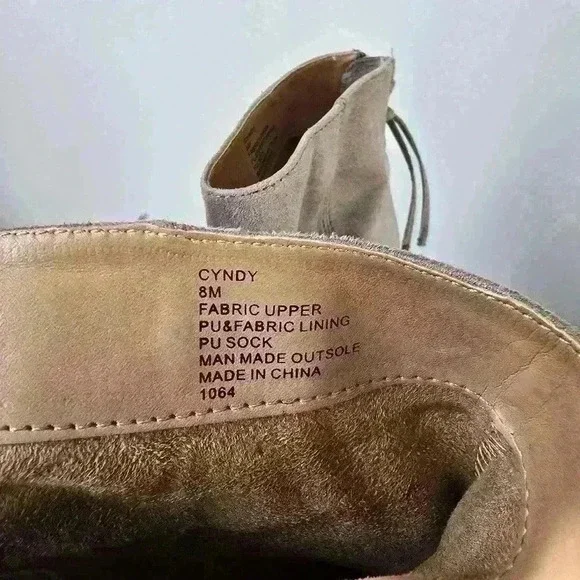 CYNDY
8M
FABRIC UPPER
PU&FABRIC LINING
PU SOCK
MAN MADE OUTSOLE
MADE IN CHINA
1064